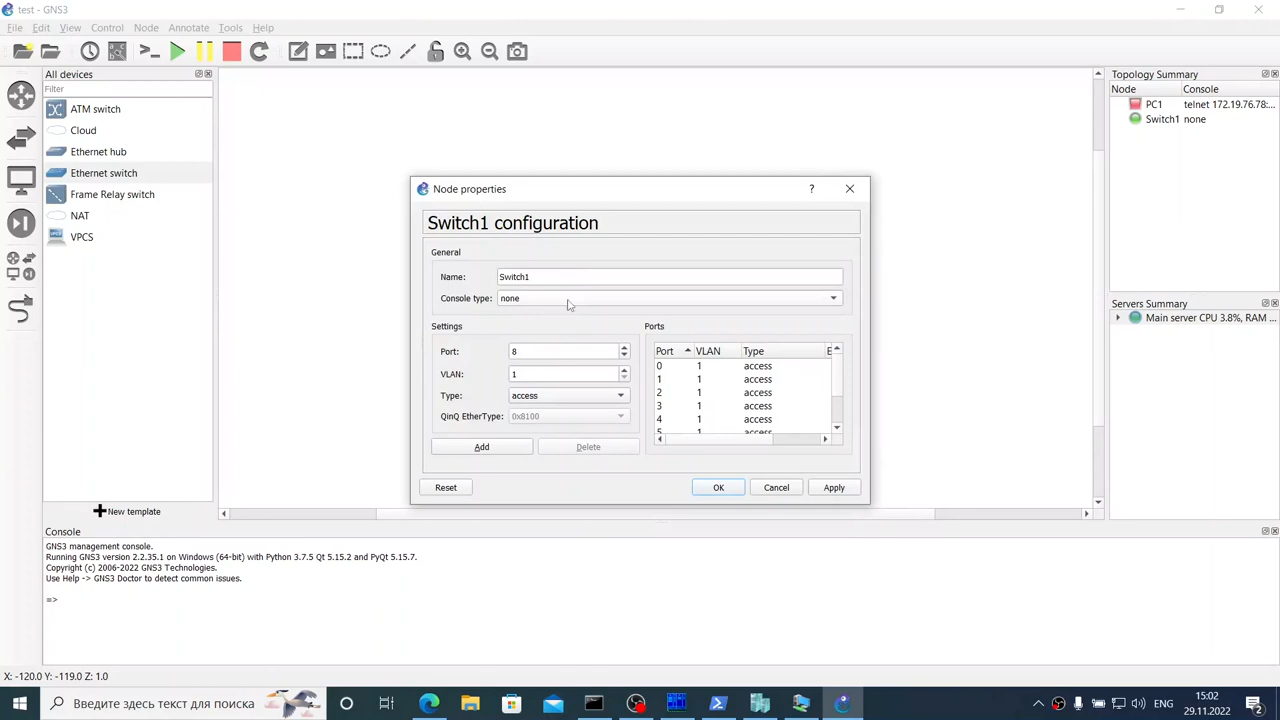 test - GNS3
File Edit View Control Node Annotate Tools Help
All devices
Filter
ATM switch
Cloud
Ethernet hub
Ethernet switch
Frame Relay switch
NAT
VPCS
New template
Topology Summary
Node Console
PC1 telnet 172.19.76.78:...
Switch1 none
Servers Summary
Main server CPU 3.8%, RAM ...
Node properties
?
Switch1 configuration
General
Name: Switch1
Console type: none
Settings
Port: 8
VLAN: 1
Type: access
QinQ EtherType: 0x8100
Add Delete
Ports
Port VLAN Type E
0 1 access
1 1 access
2 1 access
3 1 access
4 1 access
5 1 access
Reset OK Cancel Apply
Console
GNS3 management console.
Running GNS3 version 2.2.35.1 on Windows (64-bit) with Python 3.7.5 Qt 5.15.2 and PyQt 5.15.7.
Copyright (c) 2006-2022 GNS3 Technologies.
Use Help -> GNS3 Doctor to detect common issues.
=>
X: -120.0 Y: -119.0 Z: 1.0
Введите здесь текст для поиска
ENG
15:02
29.11.2022
2